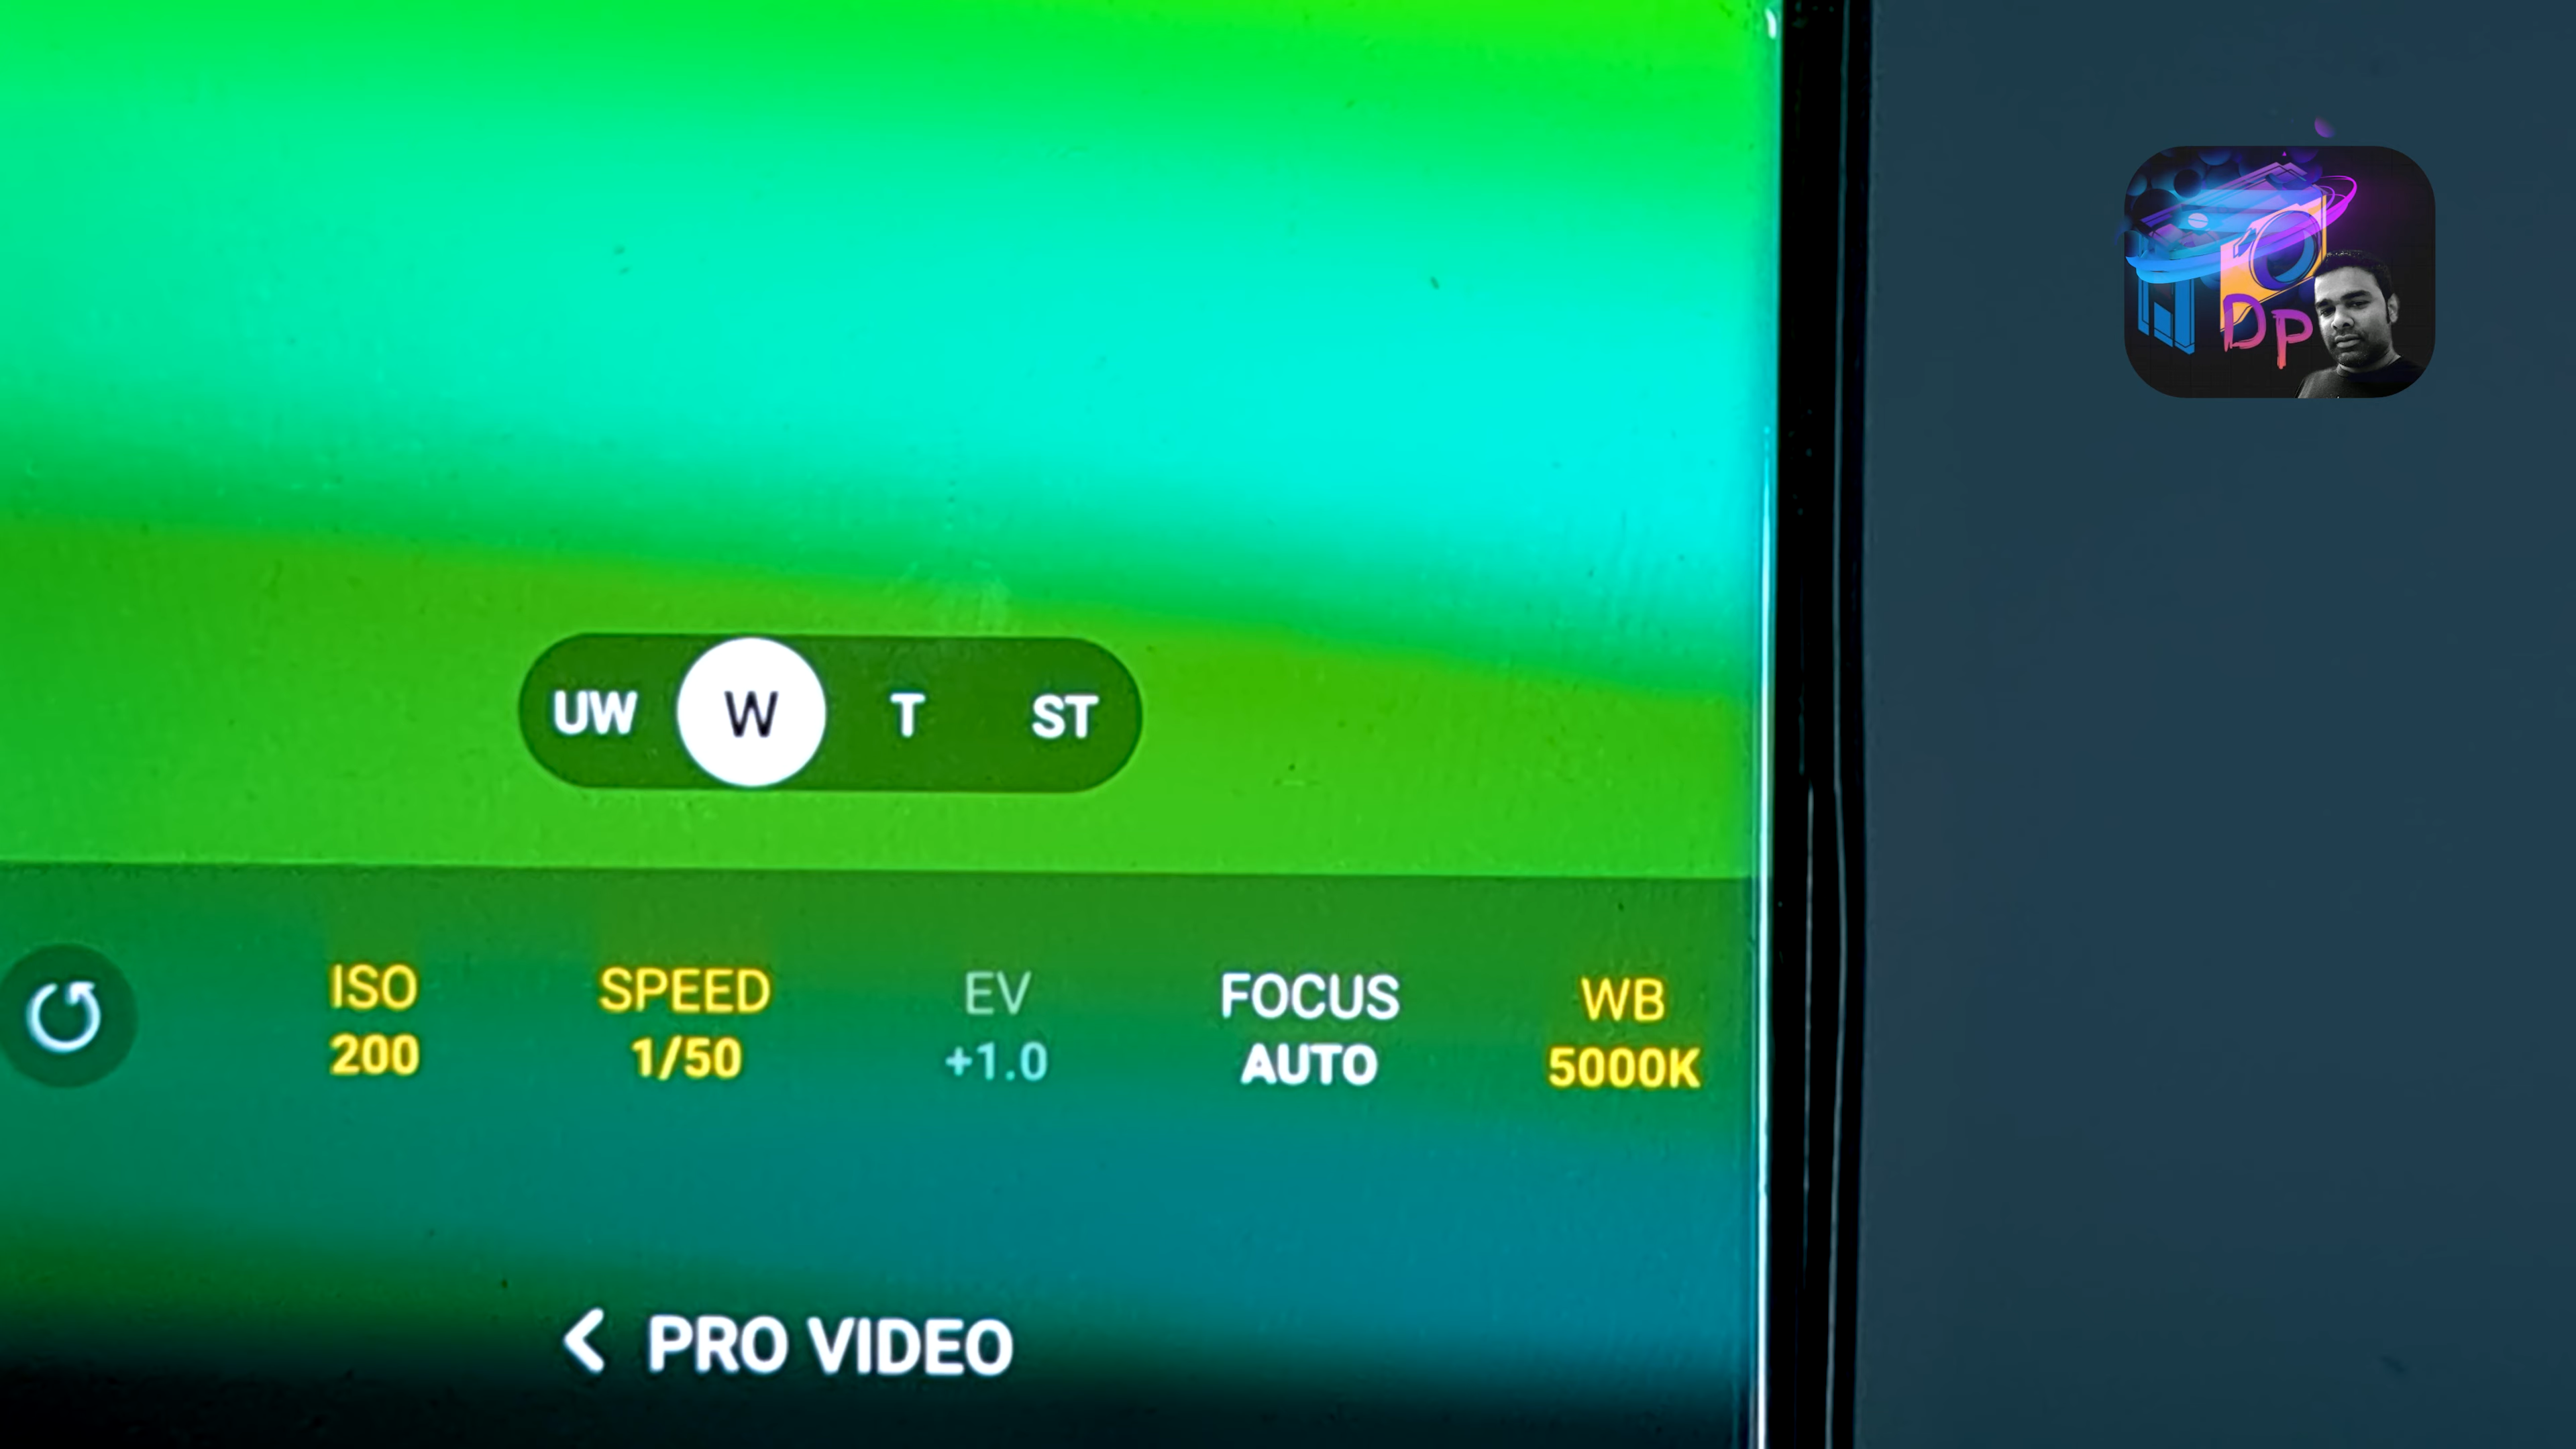 Dp
UW W T ST
ISO SPEED EV FOCUS WB
200 1/50 +1.0 AUTO 5000K
PRO VIDEO